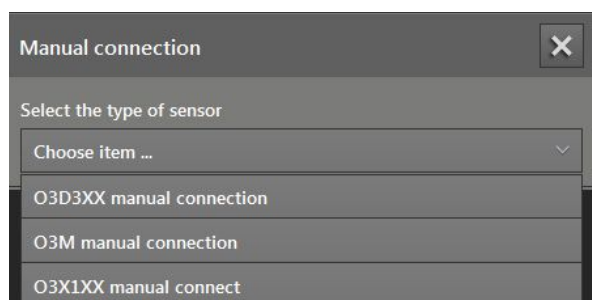 Manual connection
Select the type of sensor
Choose item ...
O3D3XX manual connection
O3M manual connection
O3X1XX manual connect